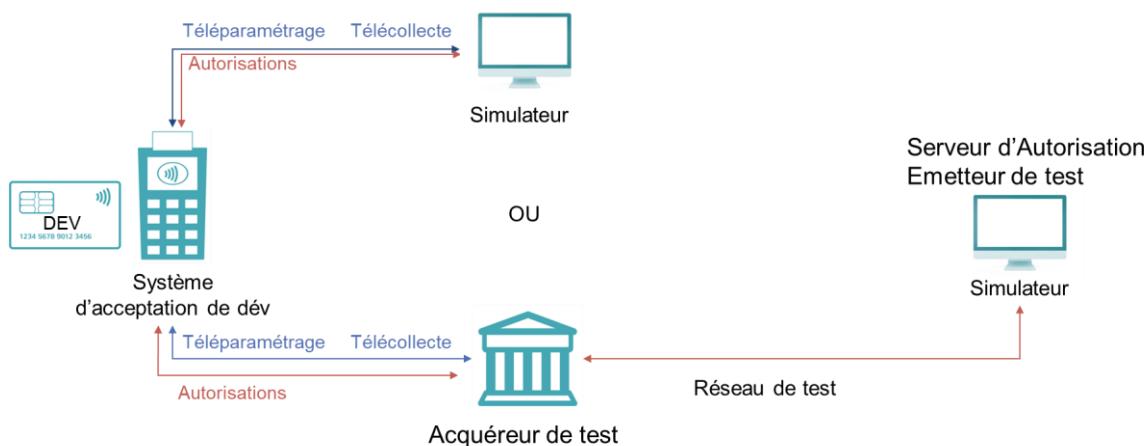 Téléparamétrage Télécollecte
Autorisations
Simulateur
Serveur d’Autorisation
Emetteur de test
DEV
1234 5678 9012 3456
OU
Système
d’acceptation de dév
Simulateur
Téléparamétrage Télécollecte
Autorisations
Réseau de test
Acquéreur de test